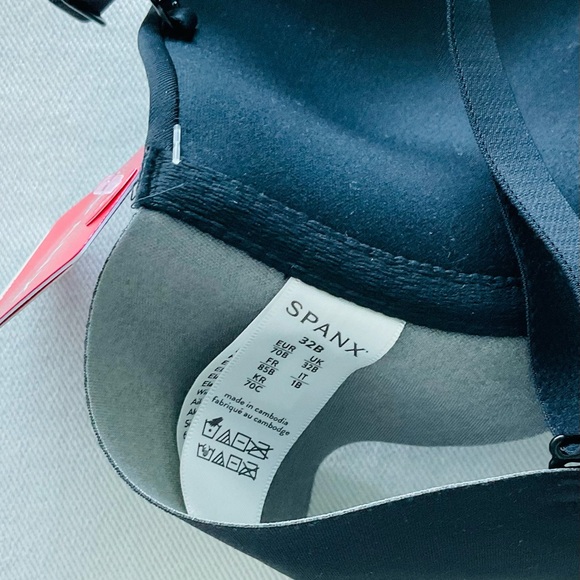 SPANX
32B
EUR UK
70B 32B
FR IT
85B 1B
KR
70C
made in cambodia
fabriqué au cambodge